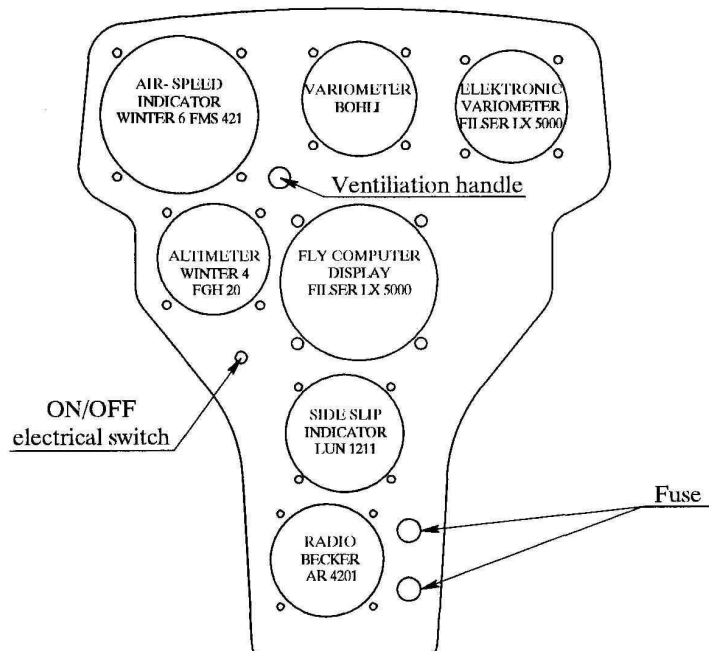 AIR- SPEED
INDICATOR
WINTER 6 FMS 421
VARIOMETER
BOHLI
ELEKTRONIC
VARIOMETER
FILSER LX 5000
Ventiliation handle
ALTIMETER
WINTER 4
FGH 20
FLY COMPUTER
DISPLAY
FILSER LX 5000
ON/OFF
electrical switch
SIDE SLIP
INDICATOR
LUN 1211
Fuse
RADIO
BECKER
AR 4201